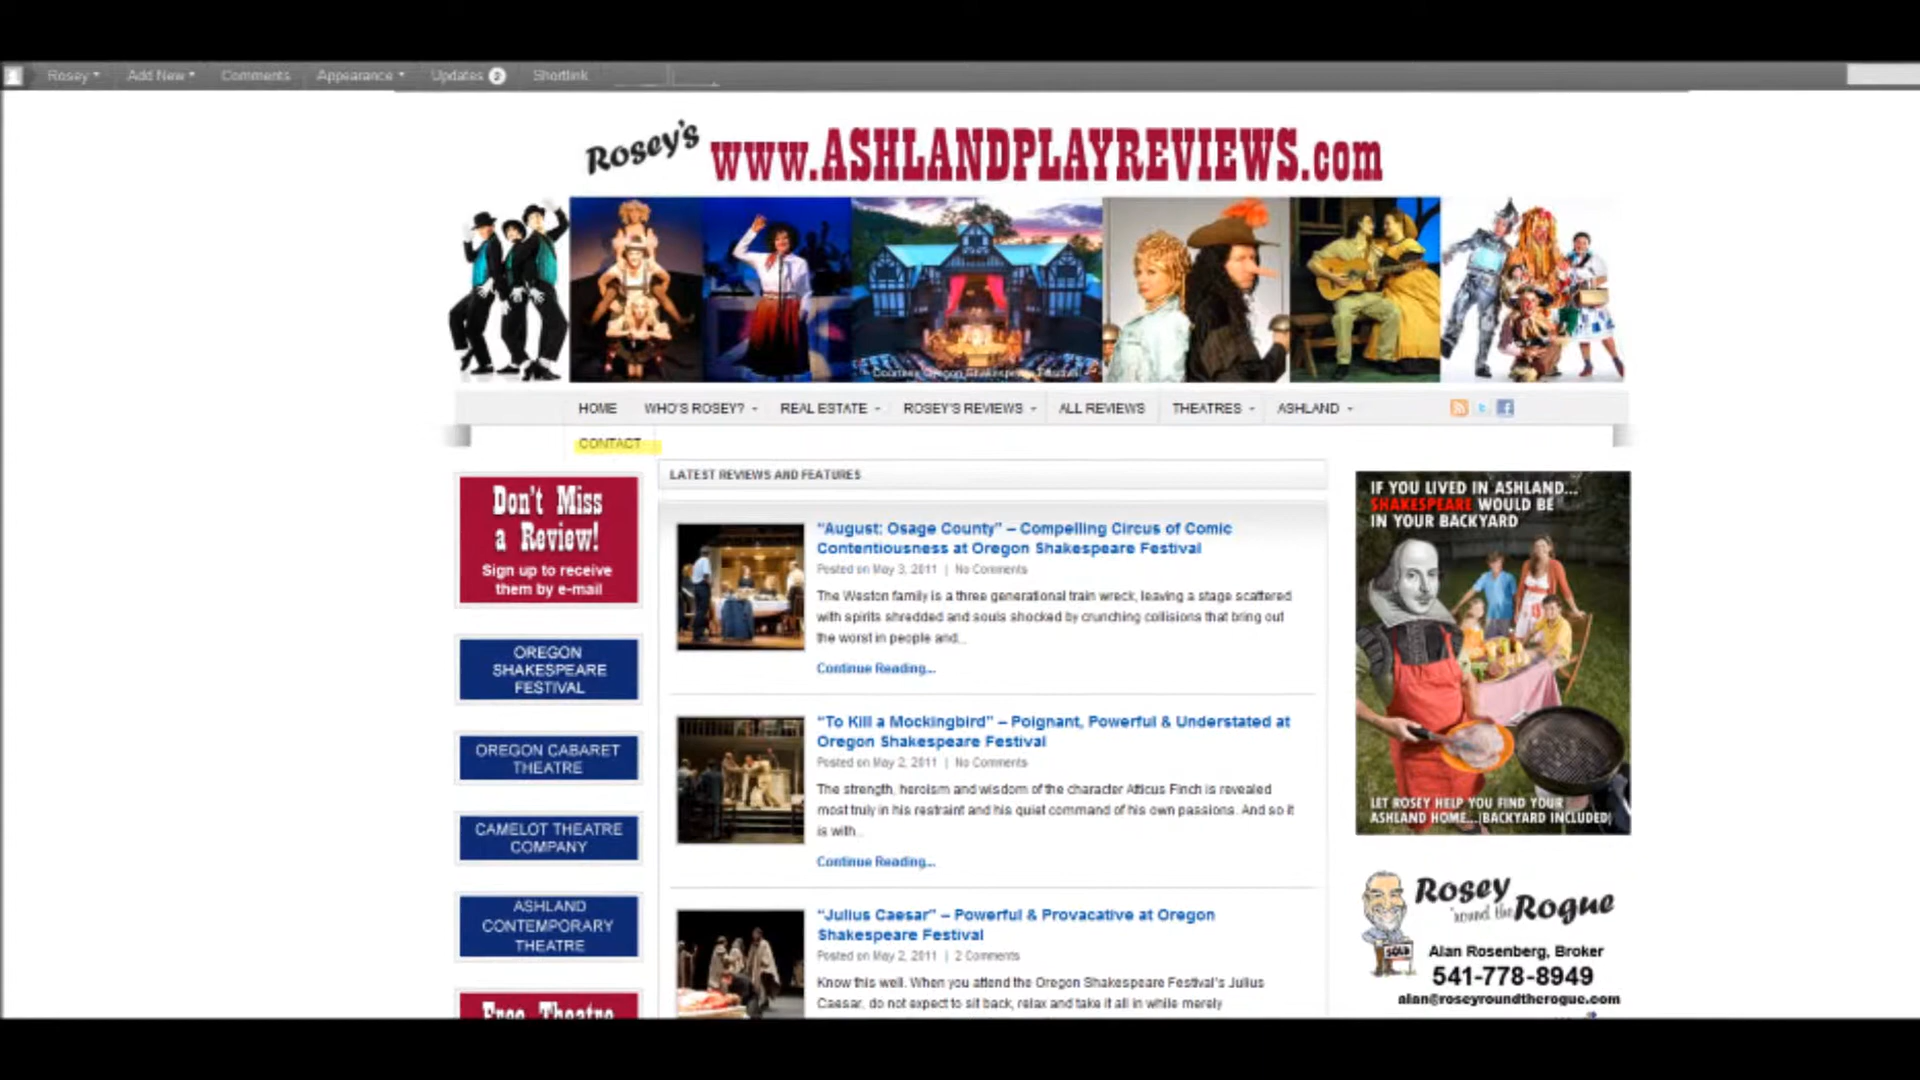 Rosey Add New Comments Appearance Updates 2 Shortlink
Rosey's www.ASHLANDPLAYREVIEWS.com
Courtesy Oregon Shakespeare Festival
HOME WHO'S ROSEY? REAL ESTATE ROSEY'S REVIEWS ALL REVIEWS THEATRES ASHLAND
CONTACT
Don't Miss
a Review!
Sign up to receive
them by e-mail
OREGON
SHAKESPEARE
FESTIVAL
OREGON CABARET
THEATRE
CAMELOT THEATRE
COMPANY
ASHLAND
CONTEMPORARY
THEATRE
Free Theatre
LATEST REVIEWS AND FEATURES
“August: Osage County” – Compelling Circus of Comic
Contentiousness at Oregon Shakespeare Festival
Posted on May 3, 2011 | No Comments
The Weston family is a three generational train wreck, leaving a stage scattered
with spirits shredded and souls shocked by crunching collisions that bring out
the worst in people and...
Continue Reading...
“To Kill a Mockingbird” – Poignant, Powerful & Understated at
Oregon Shakespeare Festival
Posted on May 2, 2011 | No Comments
The strength, heroism and wisdom of the character Atticus Finch is revealed
most truly in his restraint and his quiet command of his own passions. And so it
is with...
Continue Reading...
“Julius Caesar” – Powerful & Provacative at Oregon
Shakespeare Festival
Posted on May 2, 2011 | 2 Comments
Know this well. When you attend the Oregon Shakespeare Festival's Julius
Caesar, do not expect to sit back, relax and take it all in while merely
IF YOU LIVED IN ASHLAND...
SHAKESPEARE WOULD BE
IN YOUR BACKYARD
LET ROSEY HELP YOU FIND YOUR
ASHLAND HOME...(BACKYARD INCLUDED)
Rosey
'round the Rogue
SOLD
Alan Rosenberg, Broker
541-778-8949
alan@roseyroundtherogue.com